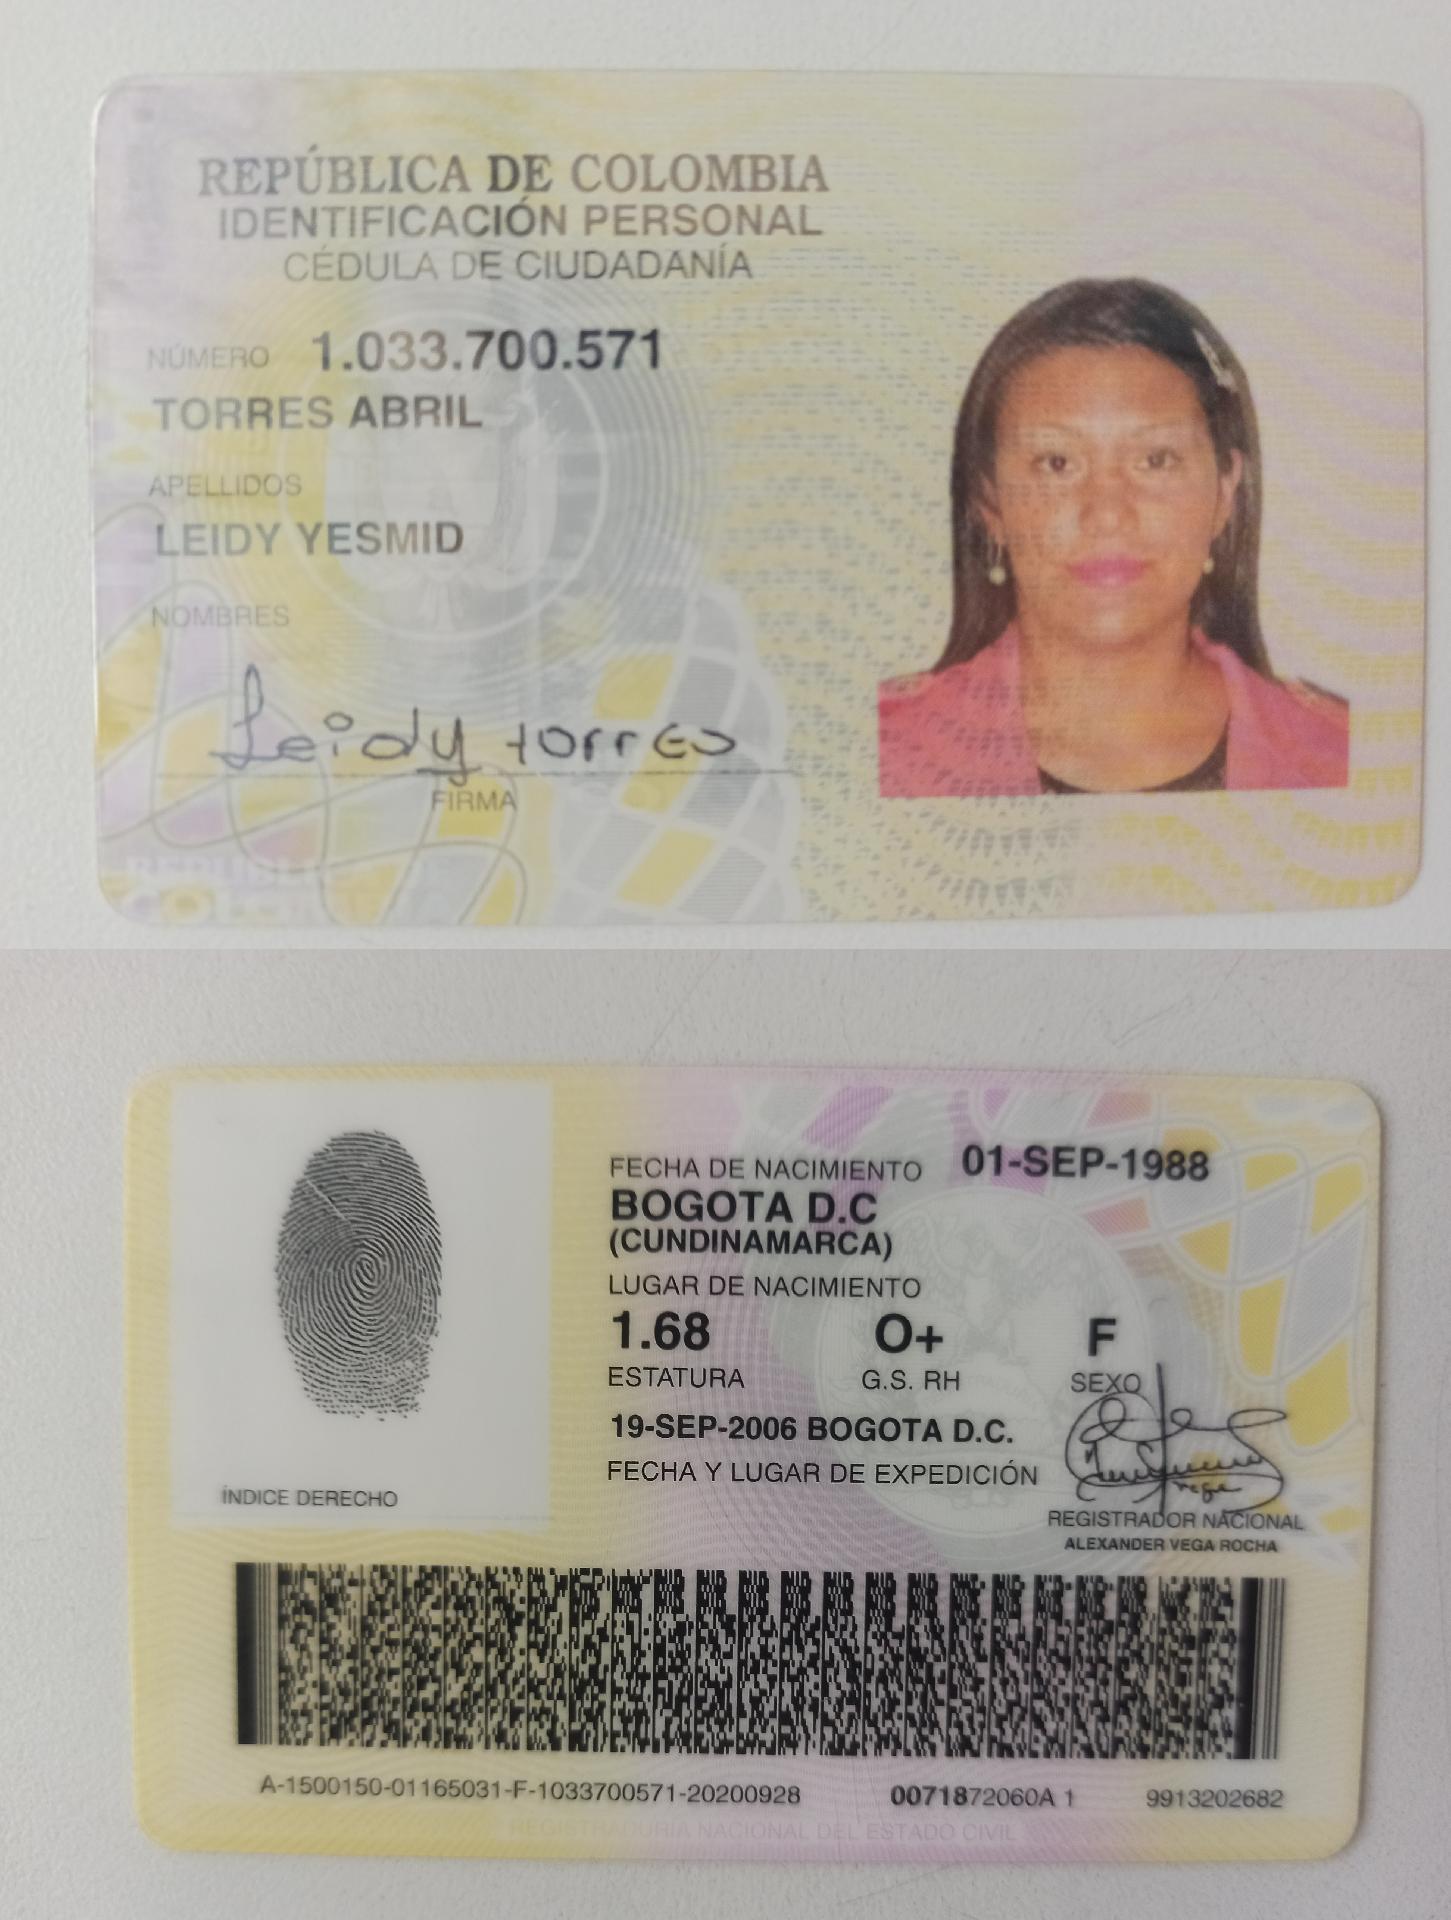 REPÚBLICA DE COLOMBIA
IDENTIFICACIÓN PERSONAL
CÉDULA DE CIUDADANÍA
NÚMERO 1.033.700.571
TORRES ABRIL
APELLIDOS
LEIDY YESMID
NOMBRES
Leidy torres
FIRMA
FECHA DE NACIMIENTO 01-SEP-1988
BOGOTA D.C
(CUNDINAMARCA)
LUGAR DE NACIMIENTO
1.68 O+ F
ESTATURA G.S. RH SEXO
19-SEP-2006 BOGOTA D.C.
FECHA Y LUGAR DE EXPEDICIÓN
ÍNDICE DERECHO
REGISTRADOR NACIONAL
ALEXANDER VEGA ROCHA
A-1500150-01165031-F-1033700571-20200928 0071872060A 1 9913202682
REGISTRADURIA NACIONAL DEL ESTADO CIVIL